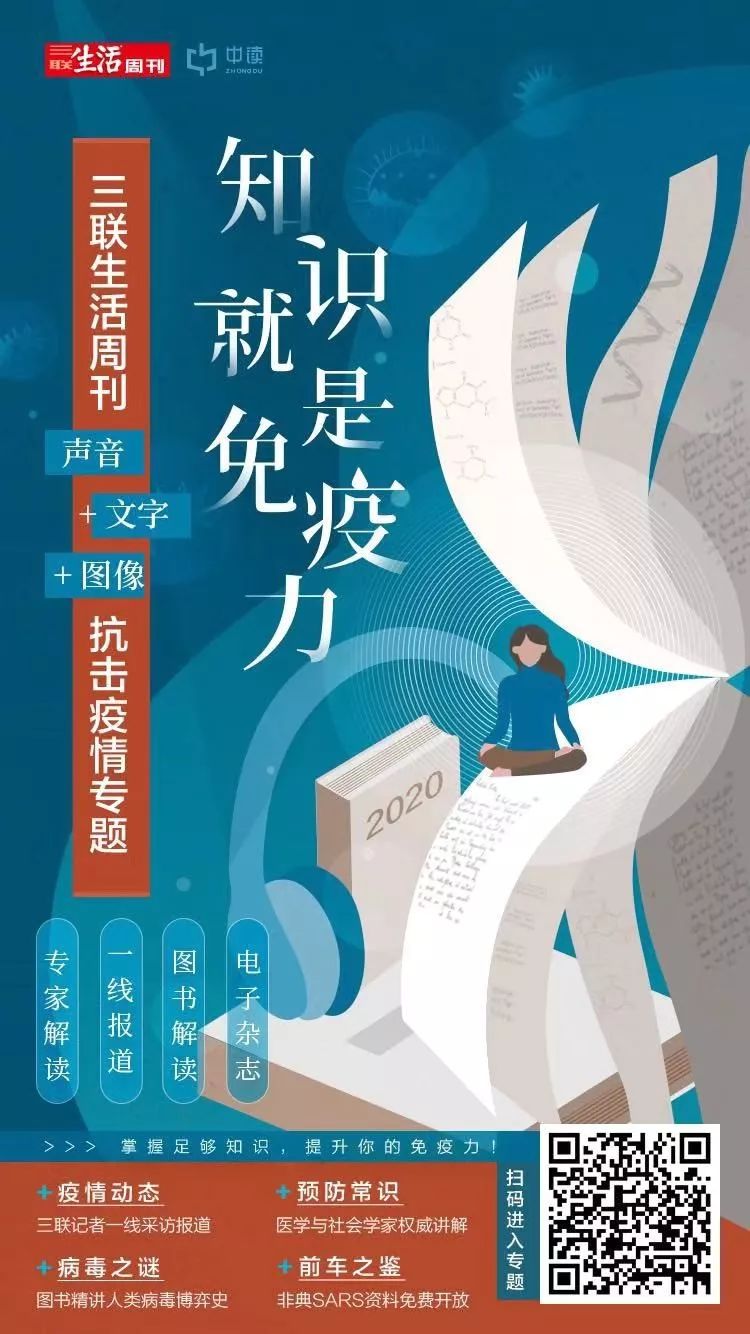 三联生活周刊
中读
ZHONGDU
知识就是免疫力
三联生活周刊
声音
+文字
+图像
抗击疫情专题
2020
专家解读
一线报道
图书解读
电子杂志
>>> 掌握足够知识，提升你的免疫力！
+疫情动态
三联记者一线采访报道
+预防常识
医学与社会学家权威讲解
+病毒之谜
图书精讲人类病毒博弈史
+前车之鉴
非典SARS资料免费开放
扫码进入专题